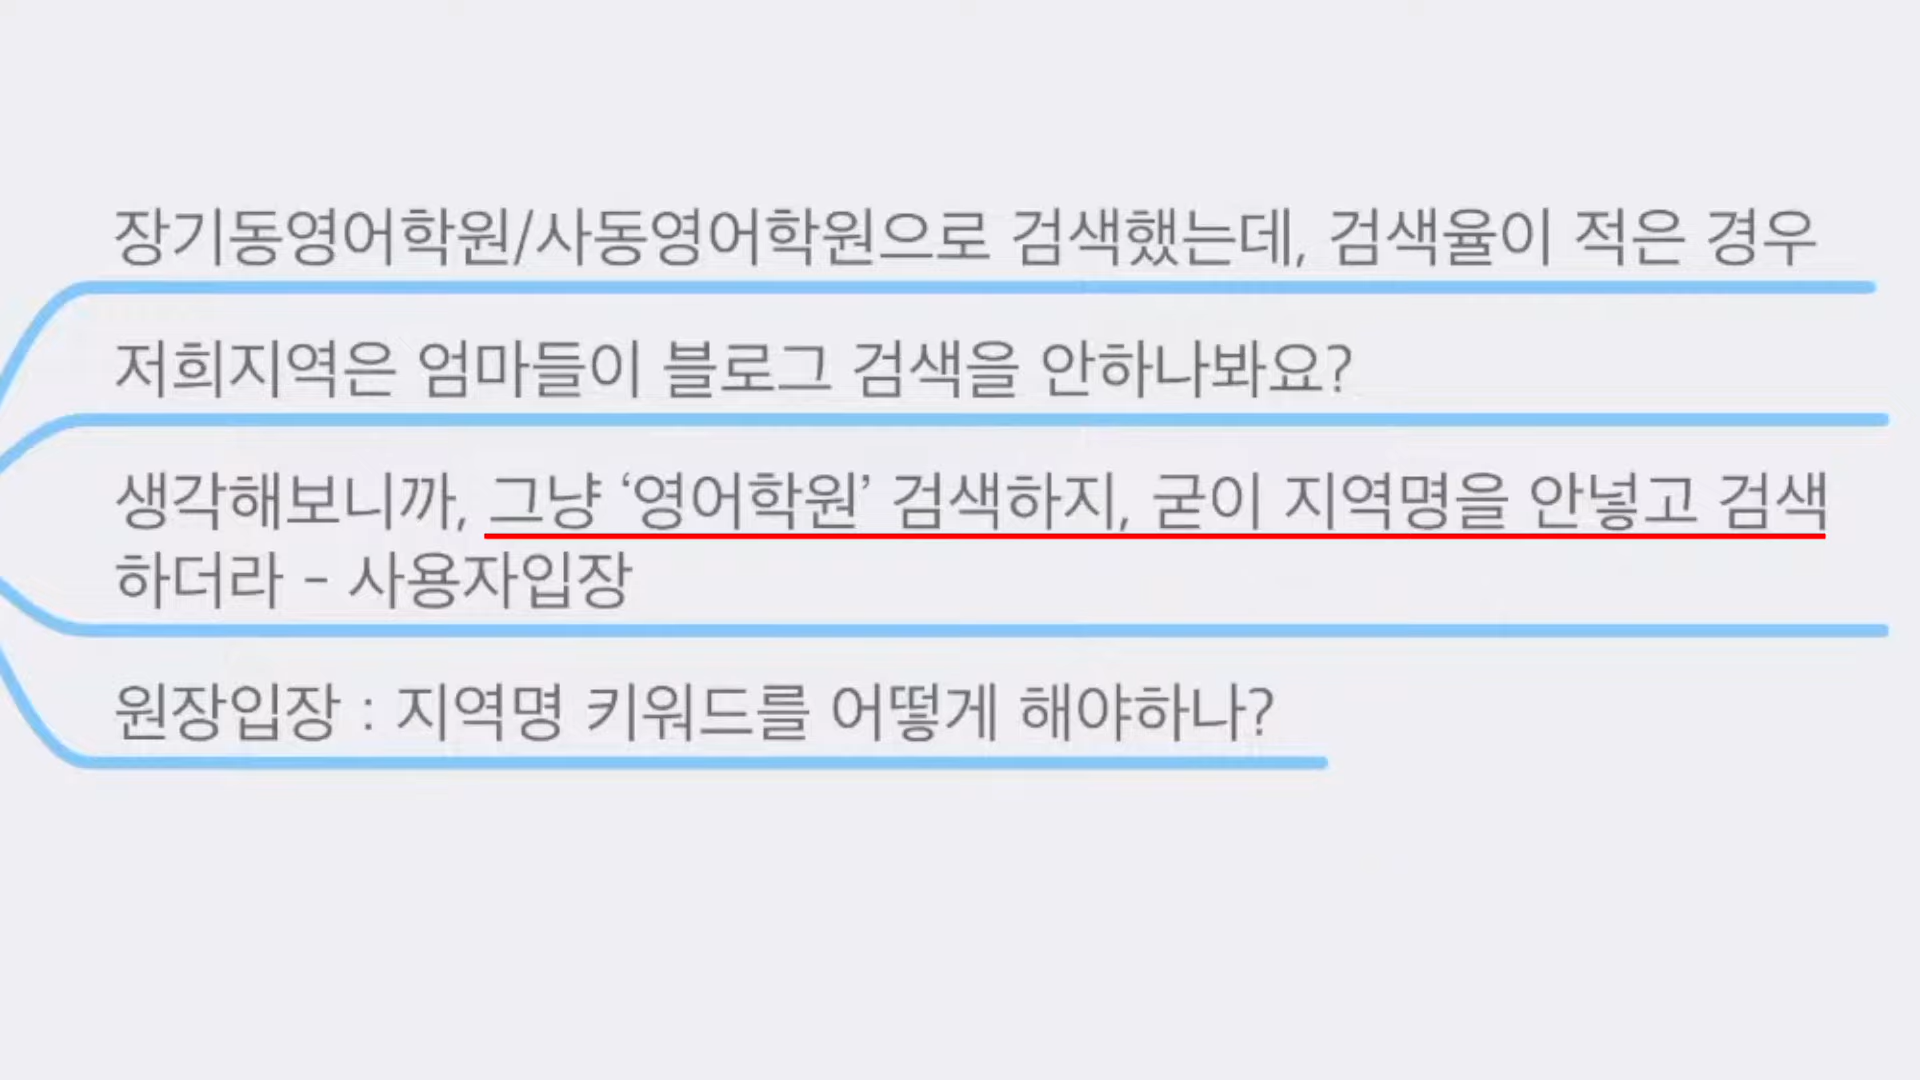 장기동영어학원/사동영어학원으로 검색했는데, 검색율이 적은 경우
저희지역은 엄마들이 블로그 검색을 안하나봐요?
생각해보니까, 그냥 ‘영어학원’ 검색하지, 굳이 지역명을 안넣고 검색
하더라 - 사용자입장
원장입장 : 지역명 키워드를 어떻게 해야하나?